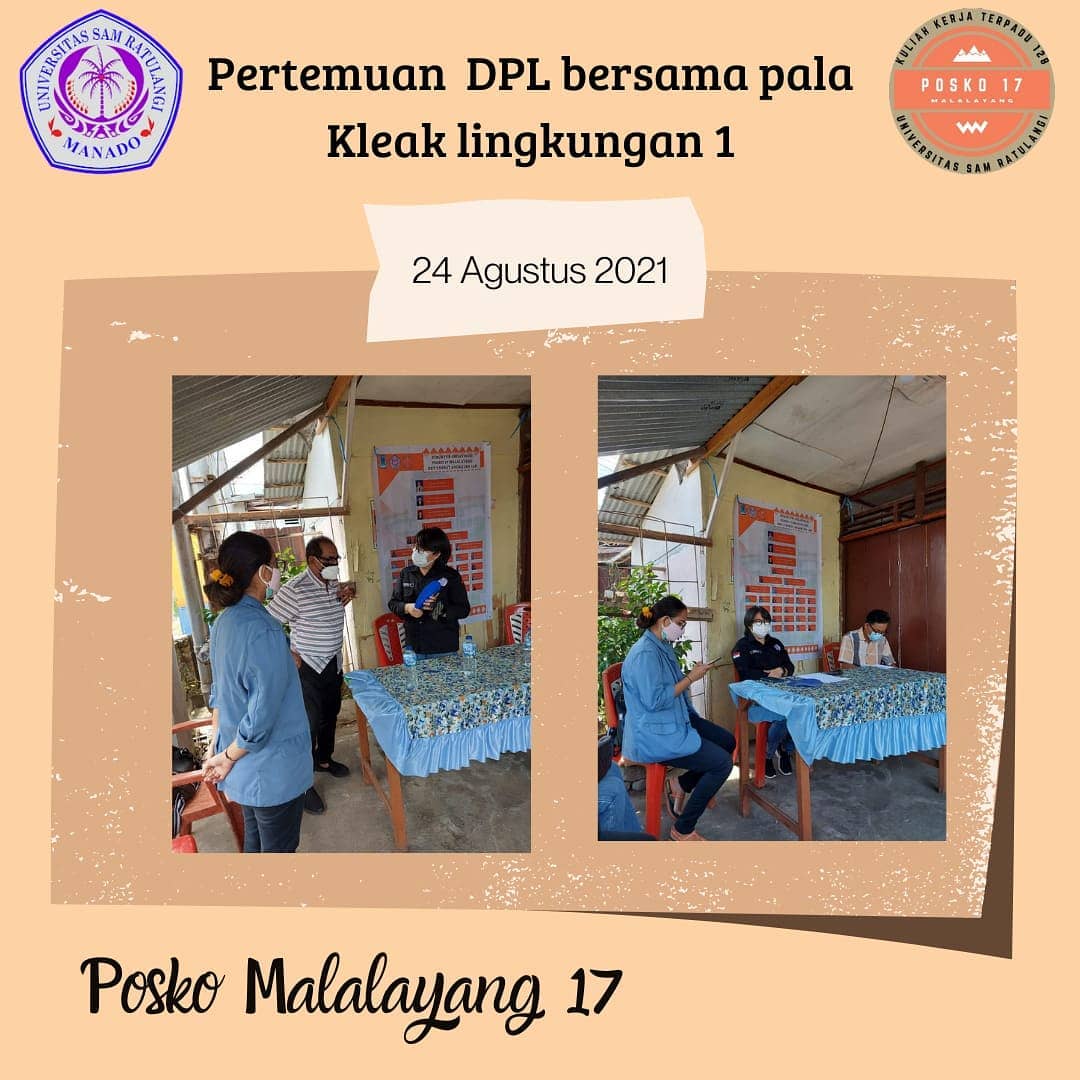 UNIVERSITAS SAM RATULANGI
MANADO
Pertemuan DPL bersama pala
Kleak lingkungan 1
KULIAH KERJA TERPADU 128
POSKO 17
MALALAYANG
UNIVERSITAS SAM RATULANGI
24 Agustus 2021
Posko Malalayang 17